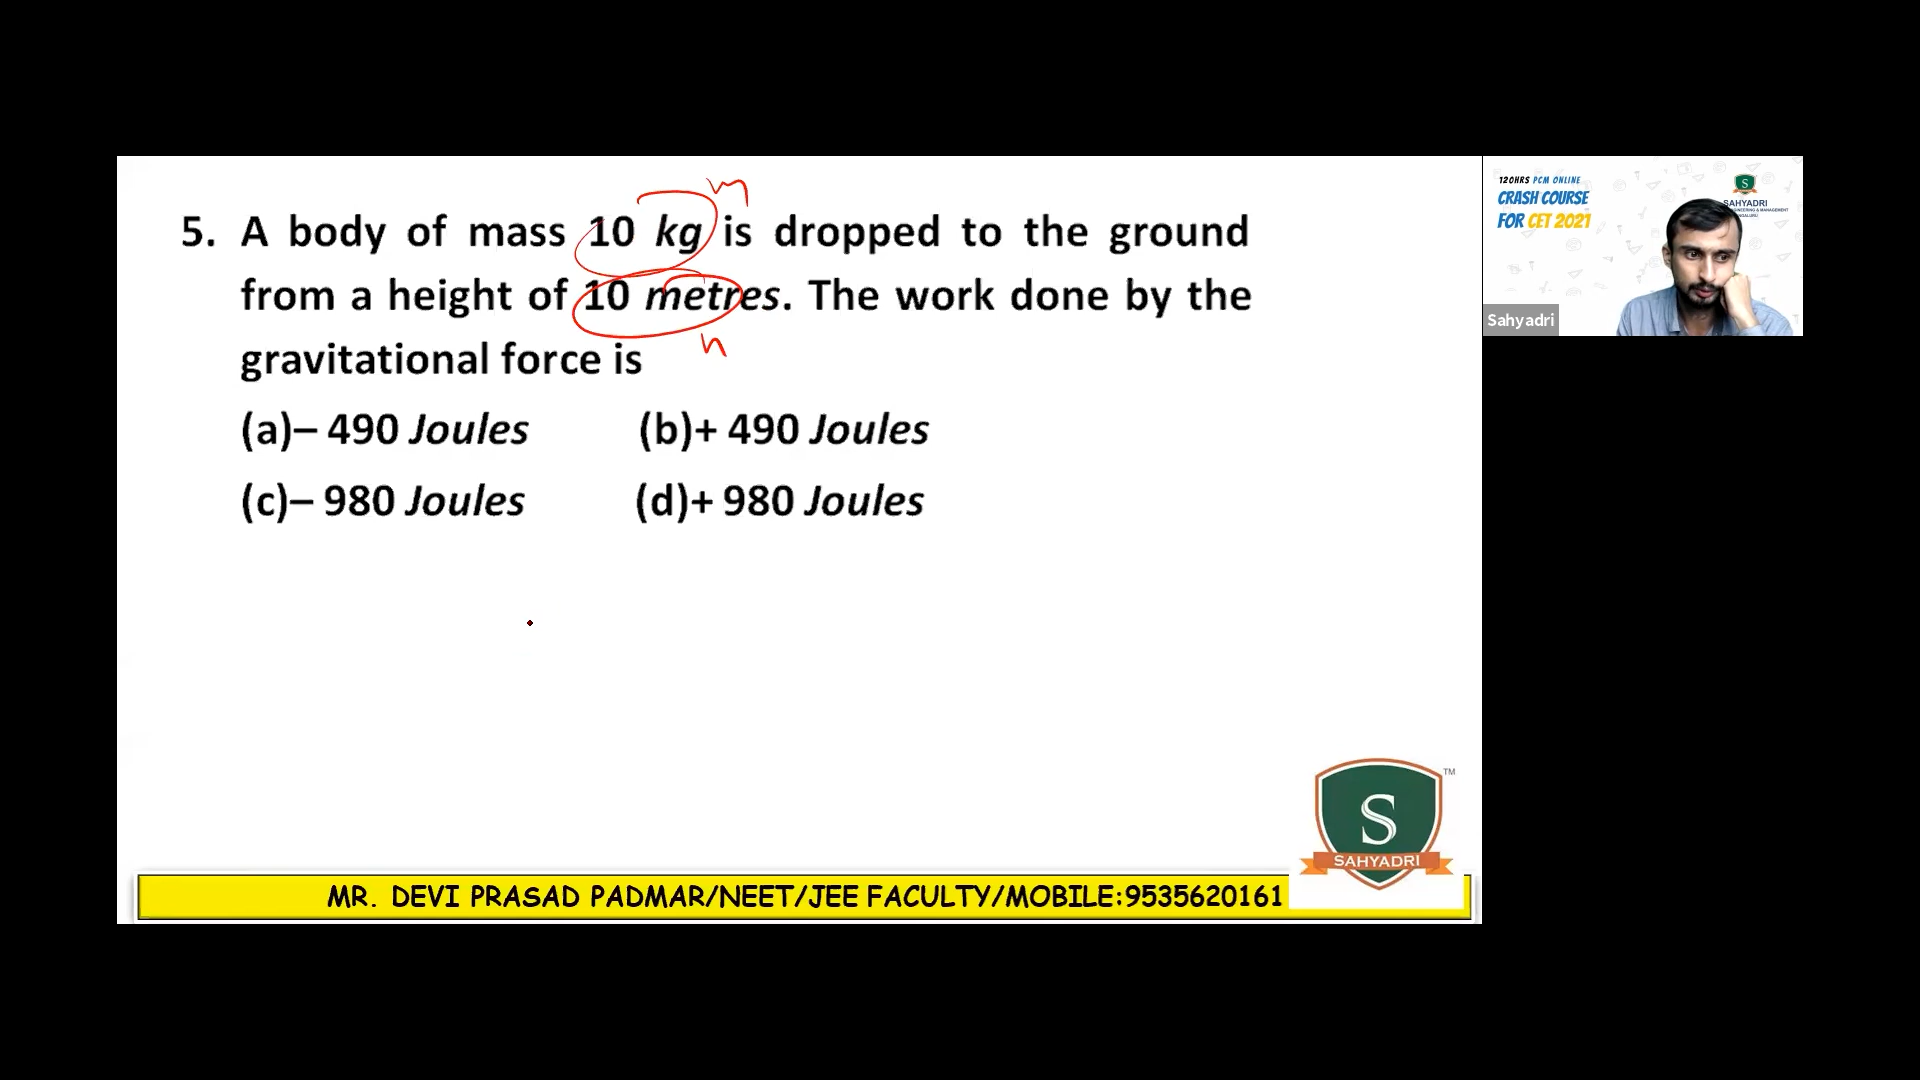 5. A body of mass 10 kg is dropped to the ground
from a height of 10 metres. The work done by the
gravitational force is
(a)– 490 Joules (b)+ 490 Joules
(c)– 980 Joules (d)+ 980 Joules
m
h
MR. DEVI PRASAD PADMAR/NEET/JEE FACULTY/MOBILE:9535620161
S
SAHYADRI
TM
120HRS PCM ONLINE
CRASH COURSE
FOR CET 2021
S
SAHYADRI
Sahyadri